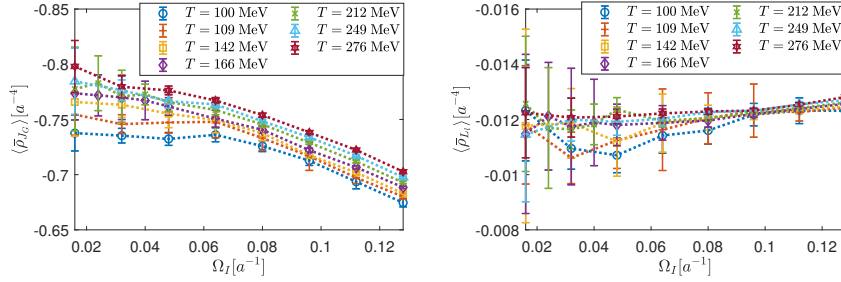 -0.85
-0.8
-0.75
-0.7
-0.65
⟨ρ̄_{J_G}⟩[a^{-4}]
T = 100 MeV
T = 109 MeV
T = 142 MeV
T = 166 MeV
T = 212 MeV
T = 249 MeV
T = 276 MeV
0.02 0.04 0.06 0.08 0.1 0.12
Ω_I[a^{-1}]
-0.016
-0.014
-0.012
-0.01
-0.008
⟨ρ̄_{L_l}⟩[a^{-4}]
T = 100 MeV
T = 109 MeV
T = 142 MeV
T = 166 MeV
T = 212 MeV
T = 249 MeV
T = 276 MeV
0.02 0.04 0.06 0.08 0.1 0.12
Ω_I[a^{-1}]